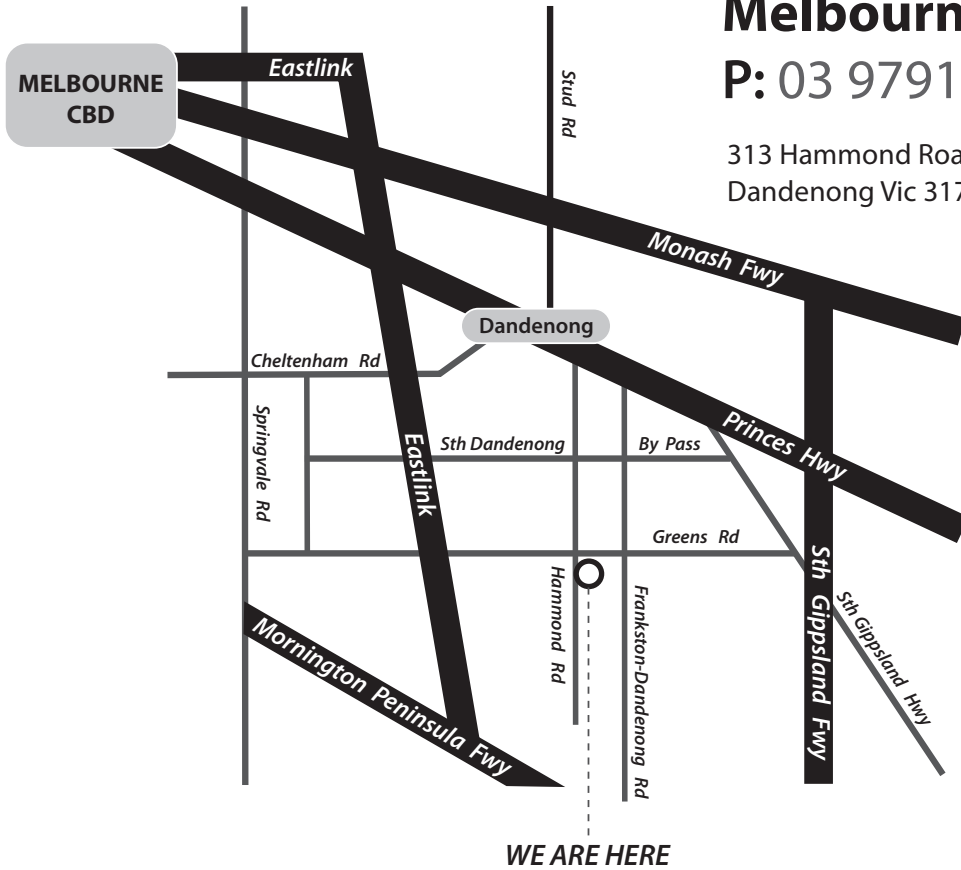 Melbourn
P: 03 9791
313 Hammond Roa
Dandenong Vic 317
MELBOURNE
CBD
Eastlink
Stud Rd
Monash Fwy
Dandenong
Cheltenham Rd
Springvale Rd
Eastlink
Sth Dandenong By Pass
Princes Hwy
Greens Rd
Hammond Rd
Frankston-Dandenong Rd
Sth Gippsland Fwy
Sth Gippsland Hwy
Mornington Peninsula Fwy
WE ARE HERE